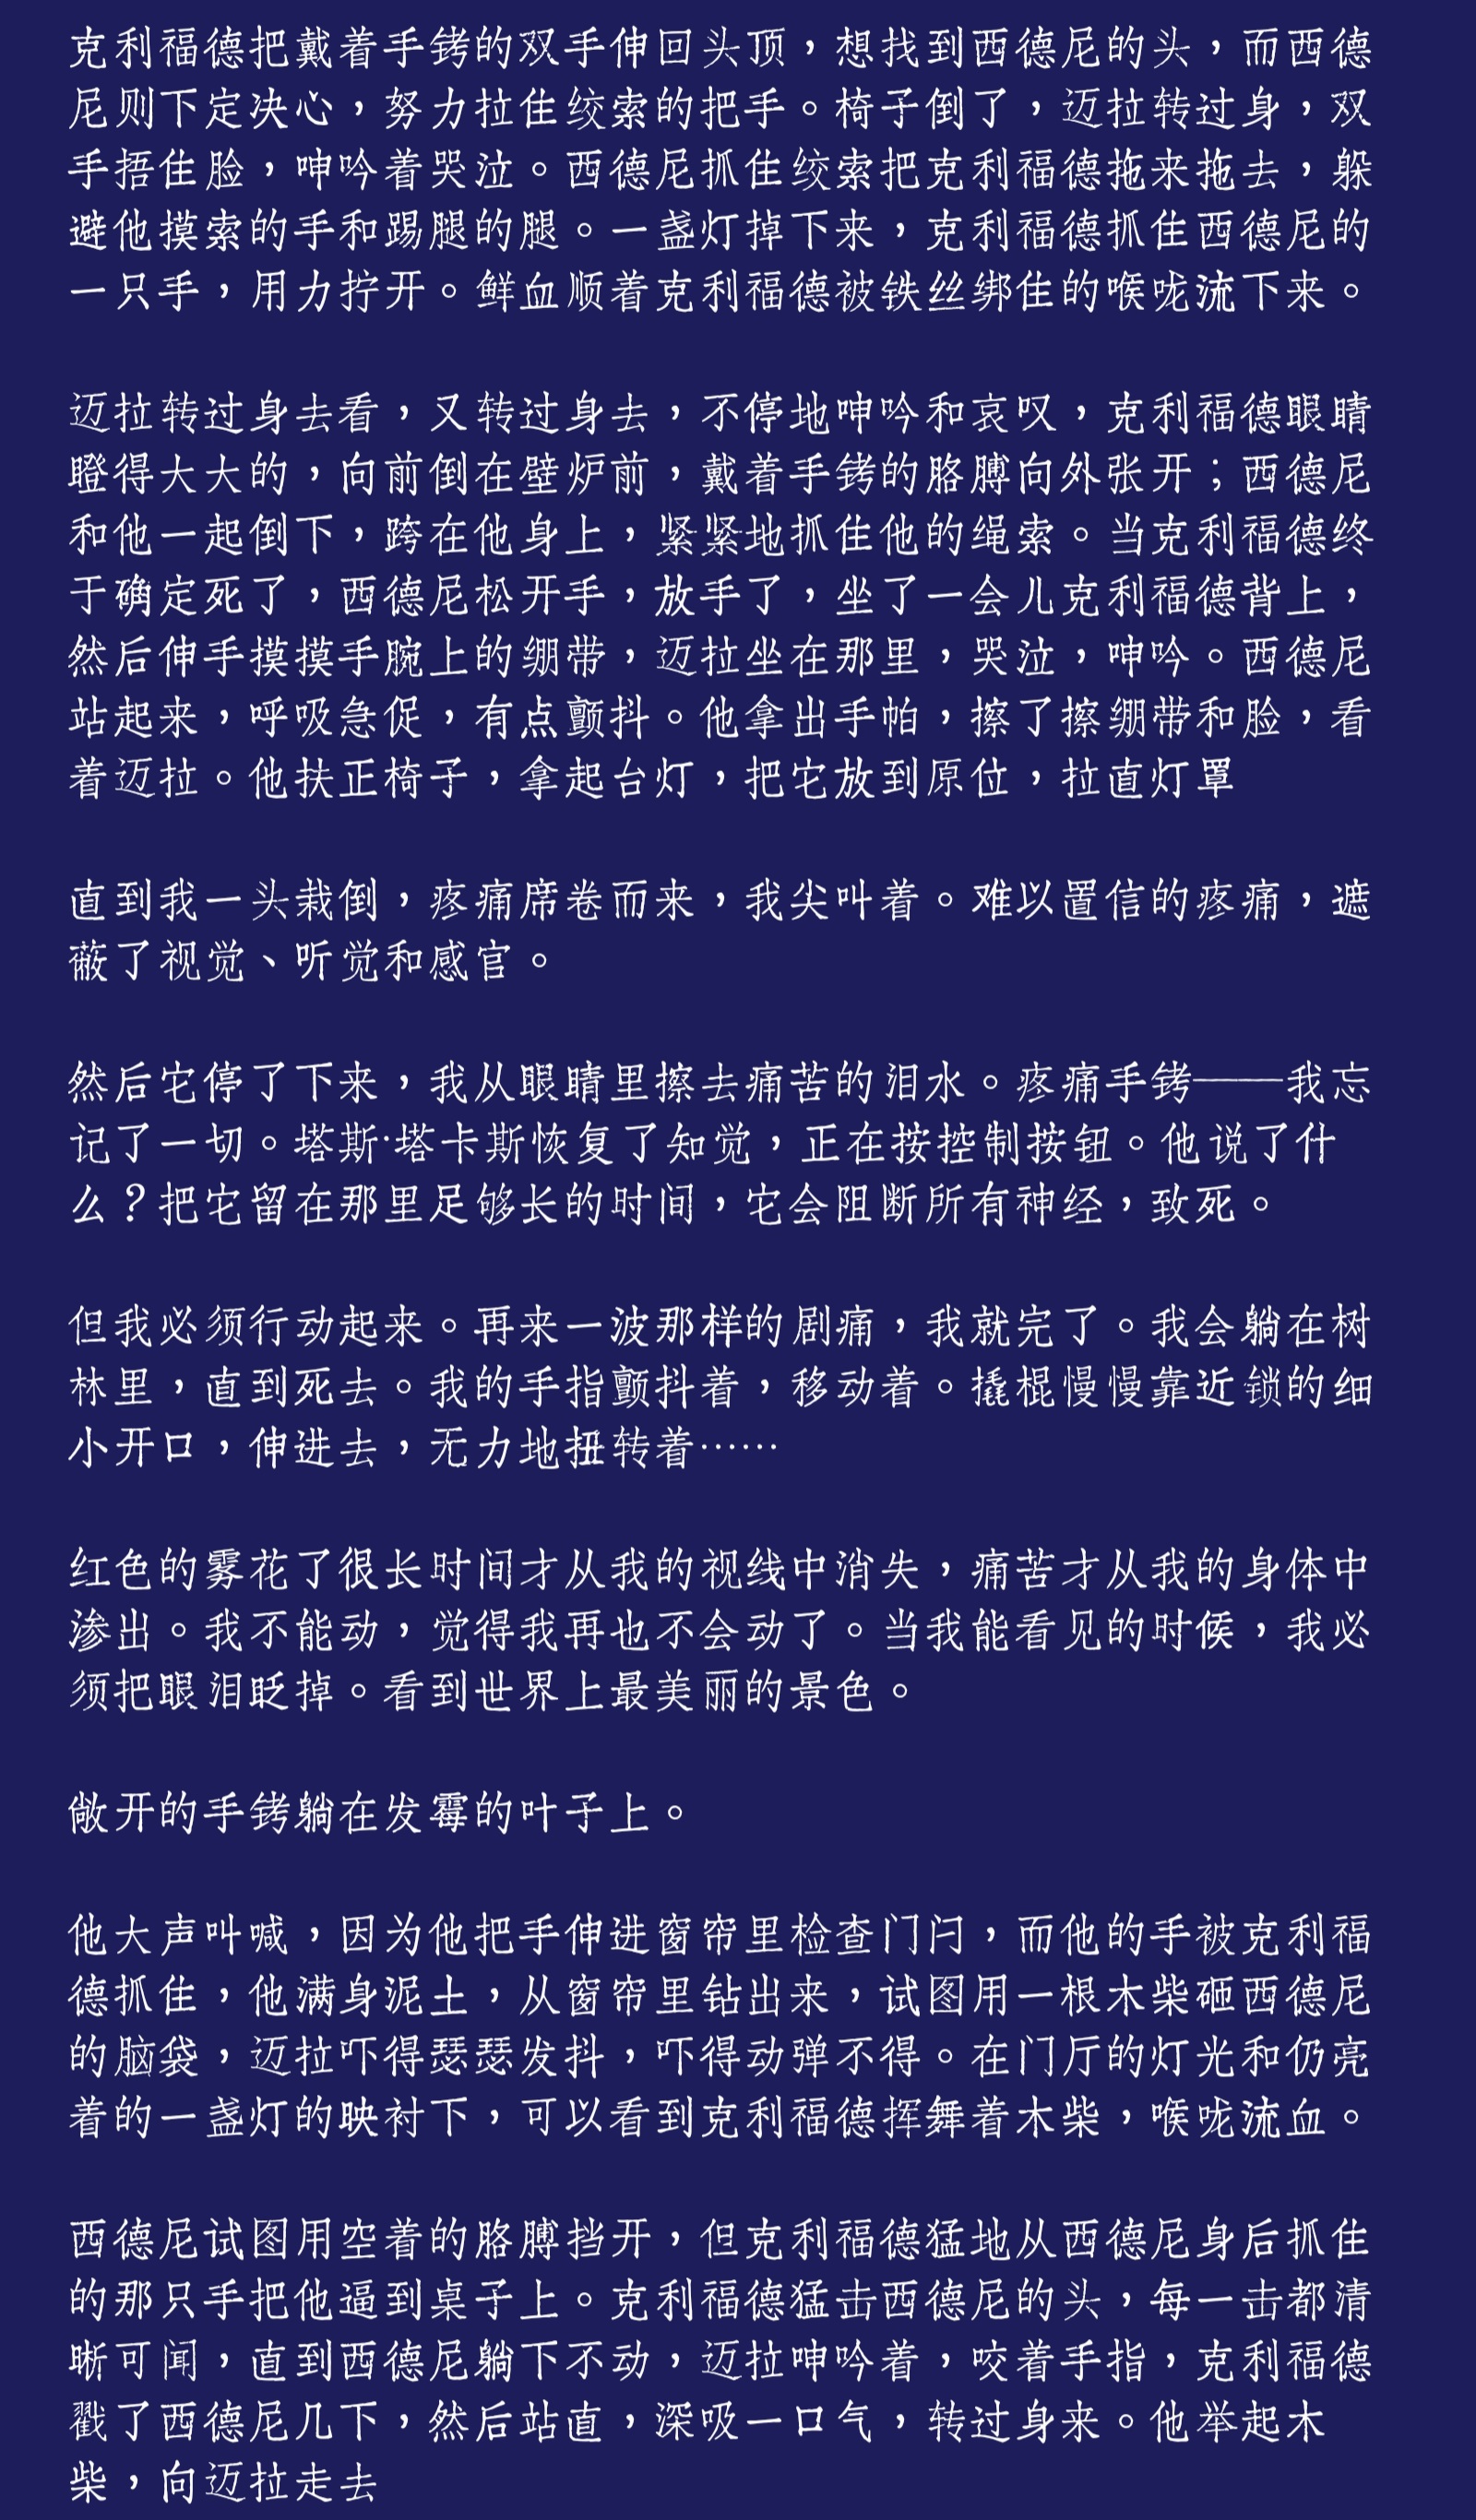 克利福德把戴着手铐的双手伸回头顶，想找到西德尼的头，而西德
尼则下定决心，努力拉住绞索的把手。椅子倒了，迈拉转过身，双
手捂住脸，呻吟着哭泣。西德尼抓住绞索把克利福德拖来拖去，躲
避他摸索的手和踢腿的腿。一盏灯掉下来，克利福德抓住西德尼的
一只手，用力拧开。鲜血顺着克利福德被铁丝绑住的喉咙流下来。
迈拉转过身去看，又转过身去，不停地呻吟和哀叹，克利福德眼睛
瞪得大大的，向前倒在壁炉前，戴着手铐的胳膊向外张开；西德尼
和他一起倒下，跨在他身上，紧紧地抓住他的绳索。当克利福德终
于确定死了，西德尼松开手，放手了，坐了一会儿克利福德背上，
然后伸手摸摸手腕上的绷带，迈拉坐在那里，哭泣，呻吟。西德尼
站起来，呼吸急促，有点颤抖。他拿出手帕，擦了擦绷带和脸，看
着迈拉。他扶正椅子，拿起台灯，把它放到原位，拉直灯罩
直到我一头栽倒，疼痛席卷而来，我尖叫着。难以置信的疼痛，遮
蔽了视觉、听觉和感官。
然后它停了下来，我从眼睛里擦去痛苦的泪水。疼痛手铐——我忘
记了一切。塔斯·塔卡斯恢复了知觉，正在按控制按钮。他说了什
么？把它留在那里足够长的时间，它会阻断所有神经，致死。
但我必须行动起来。再来一波那样的剧痛，我就完了。我会躺在树
林里，直到死去。我的手指颤抖着，移动着。撬棍慢慢靠近锁的细
小开口，伸进去，无力地扭转着……
红色的雾花了很长时间才从我的视线中消失，痛苦才从我的身体中
渗出。我不能动，觉得我再也不会动了。当我能看见的时候，我必
须把眼泪眨掉。看到世界上最美丽的景色。
敞开的手铐躺在发霉的叶子上。
他大声叫喊，因为他把手伸进窗帘里检查门闩，而他的手被克利福
德抓住，他满身泥土，从窗帘里钻出来，试图用一根木柴砸西德尼
的脑袋，迈拉吓得瑟瑟发抖，吓得动弹不得。在门厅的灯光和仍亮
着的一盏灯的映衬下，可以看到克利福德挥舞着木柴，喉咙流血。
西德尼试图用空着的胳膊挡开，但克利福德猛地从西德尼身后抓住
的那只手把他逼到桌子上。克利福德猛击西德尼的头，每一击都清
晰可闻，直到西德尼躺下不动，迈拉呻吟着，咬着手指，克利福德
戳了西德尼几下，然后站直，深吸一口气，转过身来。他举起木
柴，向迈拉走去